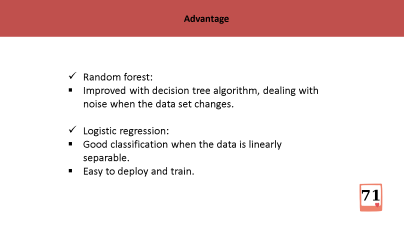 Advantage
✓ Random forest:
▪ Improved with decision tree algorithm, dealing with
noise when the data set changes.
✓ Logistic regression:
▪ Good classification when the data is linearly
separable.
▪ Easy to deploy and train.
71